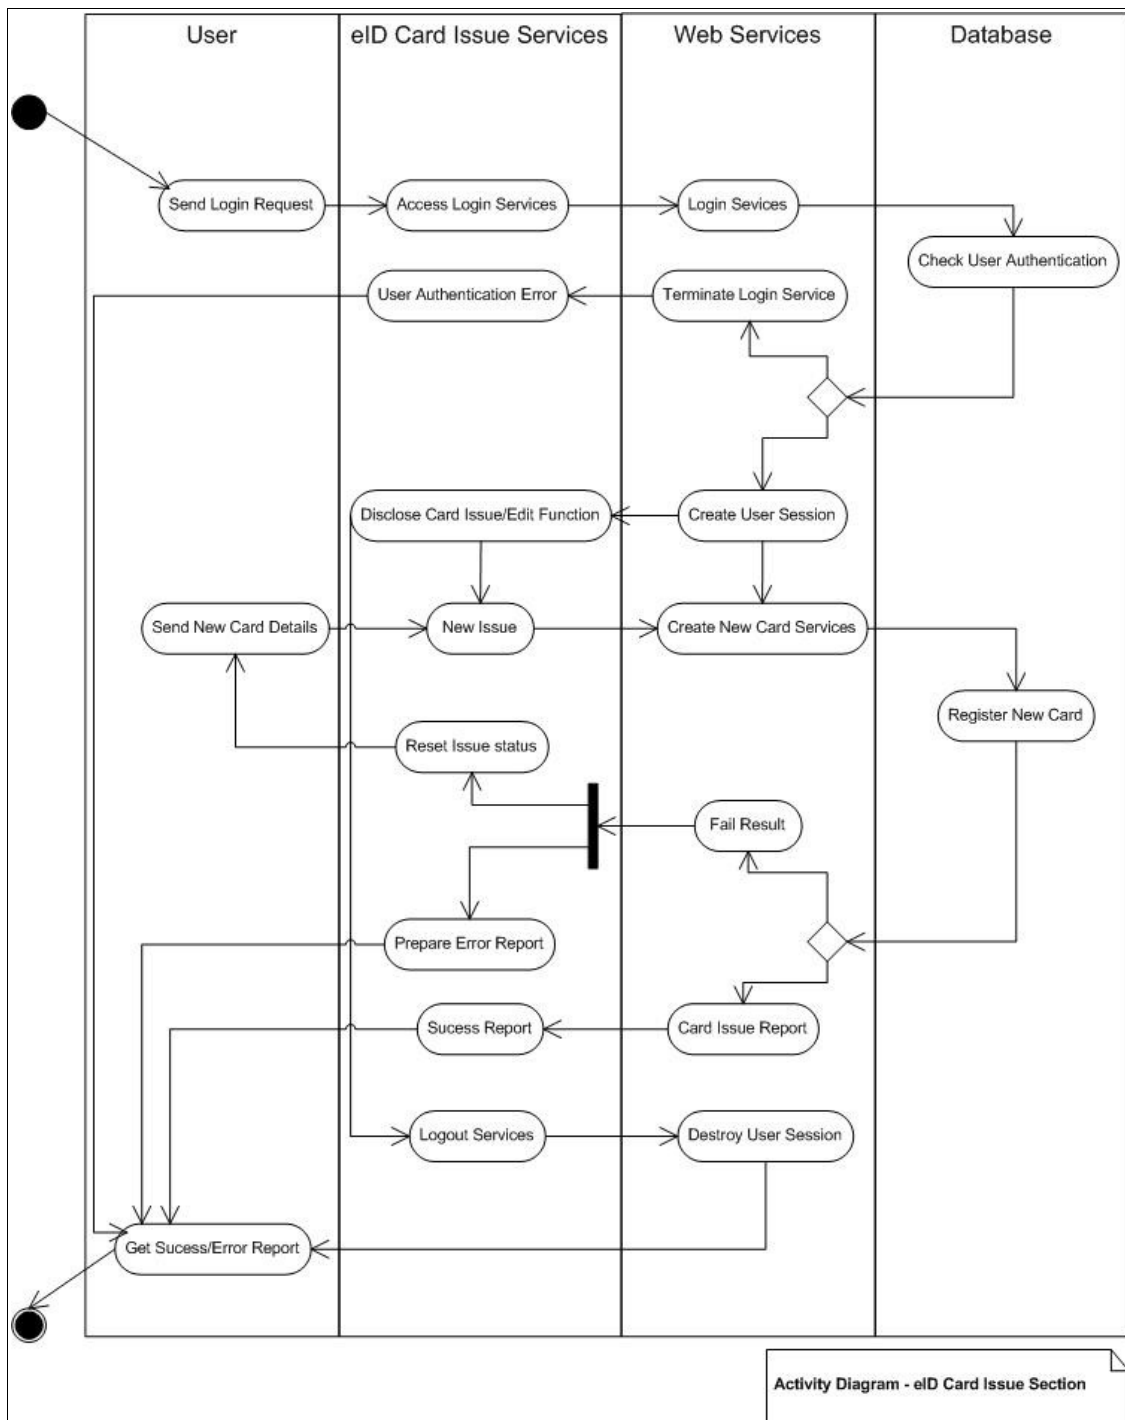 User
eID Card Issue Services
Web Services
Database
Send Login Request
Access Login Services
Login Sevices
Check User Authentication
User Authentication Error
Terminate Login Service
Disclose Card Issue/Edit Function
Create User Session
Send New Card Details
New Issue
Create New Card Services
Register New Card
Reset Issue status
Fail Result
Prepare Error Report
Sucess Report
Card Issue Report
Logout Services
Destroy User Session
Get Sucess/Error Report
Activity Diagram - eID Card Issue Section